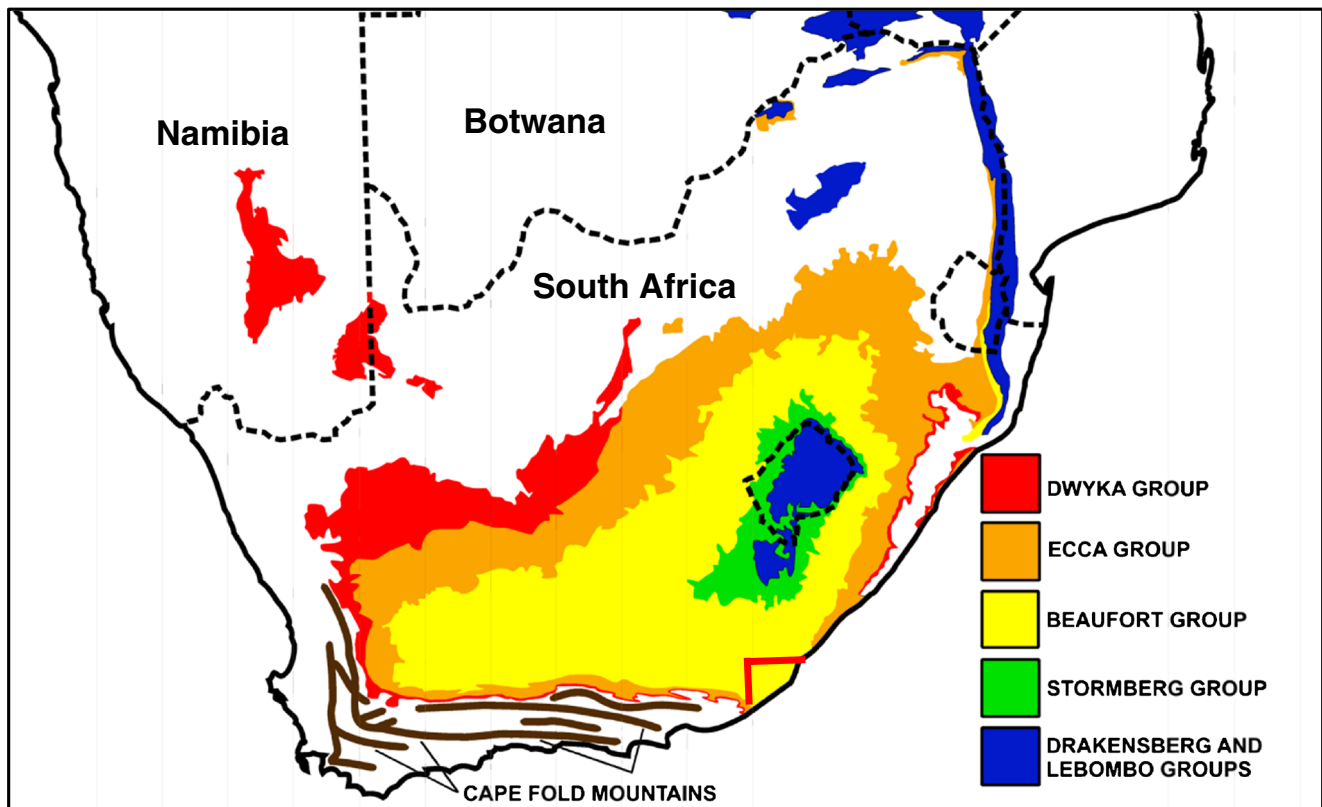 Namibia
Botwana
South Africa
DWYKA GROUP
ECCA GROUP
BEAUFORT GROUP
STORMBERG GROUP
DRAKENSBERG AND
LEBOMBO GROUPS
CAPE FOLD MOUNTAINS